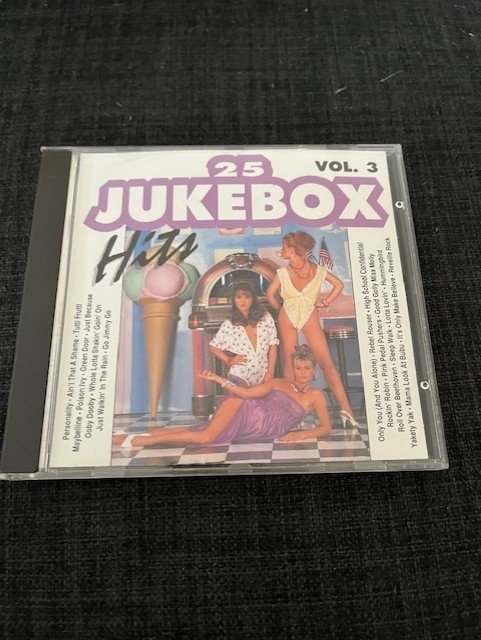 25
VOL. 3
JUKEBOX
Hits
Personality • Ain't That A Shame • Tutti Frutti
Maybelline • Poison Ivy • Green Door • Just Because
Ooby Dooby • Whole Lotta Shakin' Goin' On
Just Walkin' In The Rain • Go Jimmy Go
Only You (And You Alone) • Rebel Rouser • High School Confidential
Rockin' Robin • Pink Pedal Pushers • Good Golly Miss Molly
Roll Over Beethoven • Sleep Walk • Lotta Lovin' • Hummingbird
Yakety Yak • Mama Look At Bubu • It's Only Make Believe • Reveille Rock